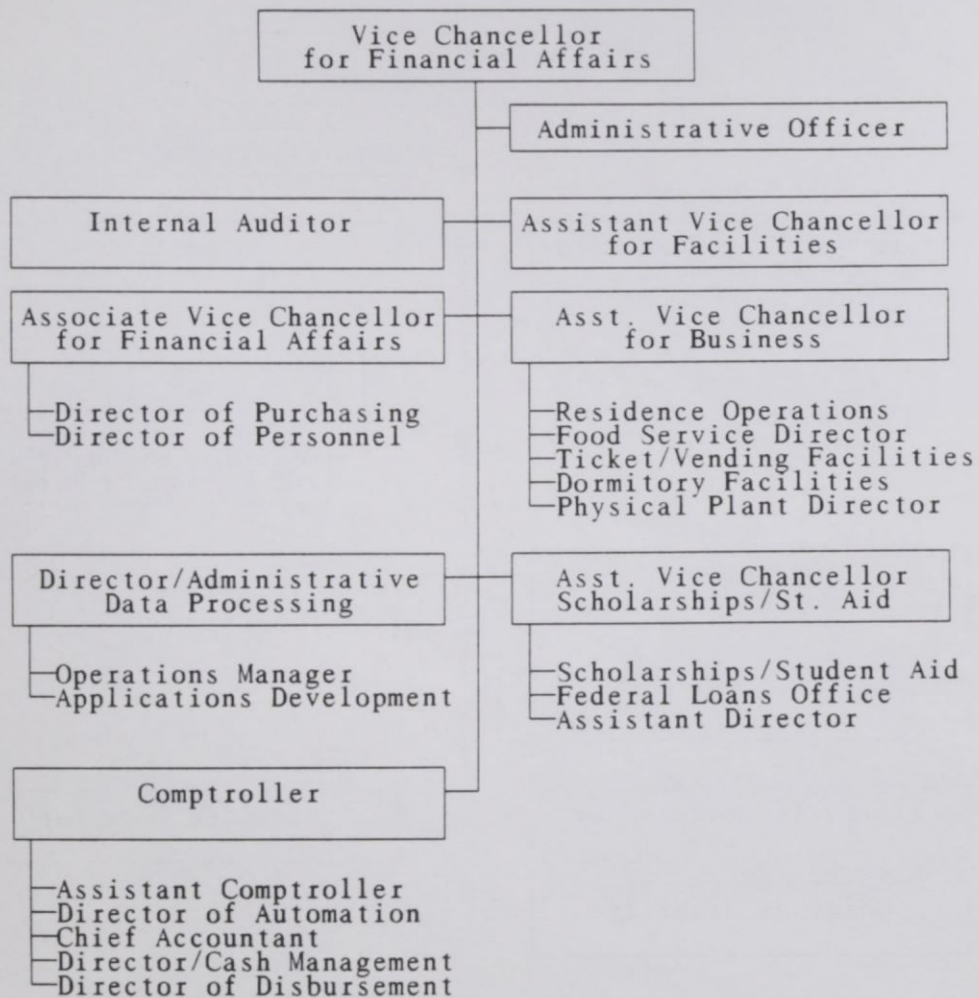 Vice Chancellor
for Financial Affairs
Administrative Officer
Internal Auditor
Assistant Vice Chancellor
for Facilities
Associate Vice Chancellor
for Financial Affairs
Director of Purchasing
Director of Personnel
Asst. Vice Chancellor
for Business
Residence Operations
Food Service Director
Ticket/Vending Facilities
Dormitory Facilities
Physical Plant Director
Director/Administrative
Data Processing
Operations Manager
Applications Development
Asst. Vice Chancellor
Scholarships/St. Aid
Scholarships/Student Aid
Federal Loans Office
Assistant Director
Comptroller
Assistant Comptroller
Director of Automation
Chief Accountant
Director/Cash Management
Director of Disbursement